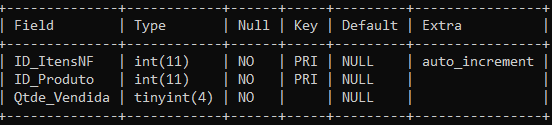 +--------------+------------+------+-----+---------+----------------+
| Field        | Type       | Null | Key | Default | Extra          |
+--------------+------------+------+-----+---------+----------------+
| ID_ItensNF   | int(11)    | NO   | PRI | NULL    | auto_increment |
| ID_Produto   | int(11)    | NO   | PRI | NULL    |                |
| Qtde_Vendida | tinyint(4) | NO   |     | NULL    |                |
+--------------+------------+------+-----+---------+----------------+